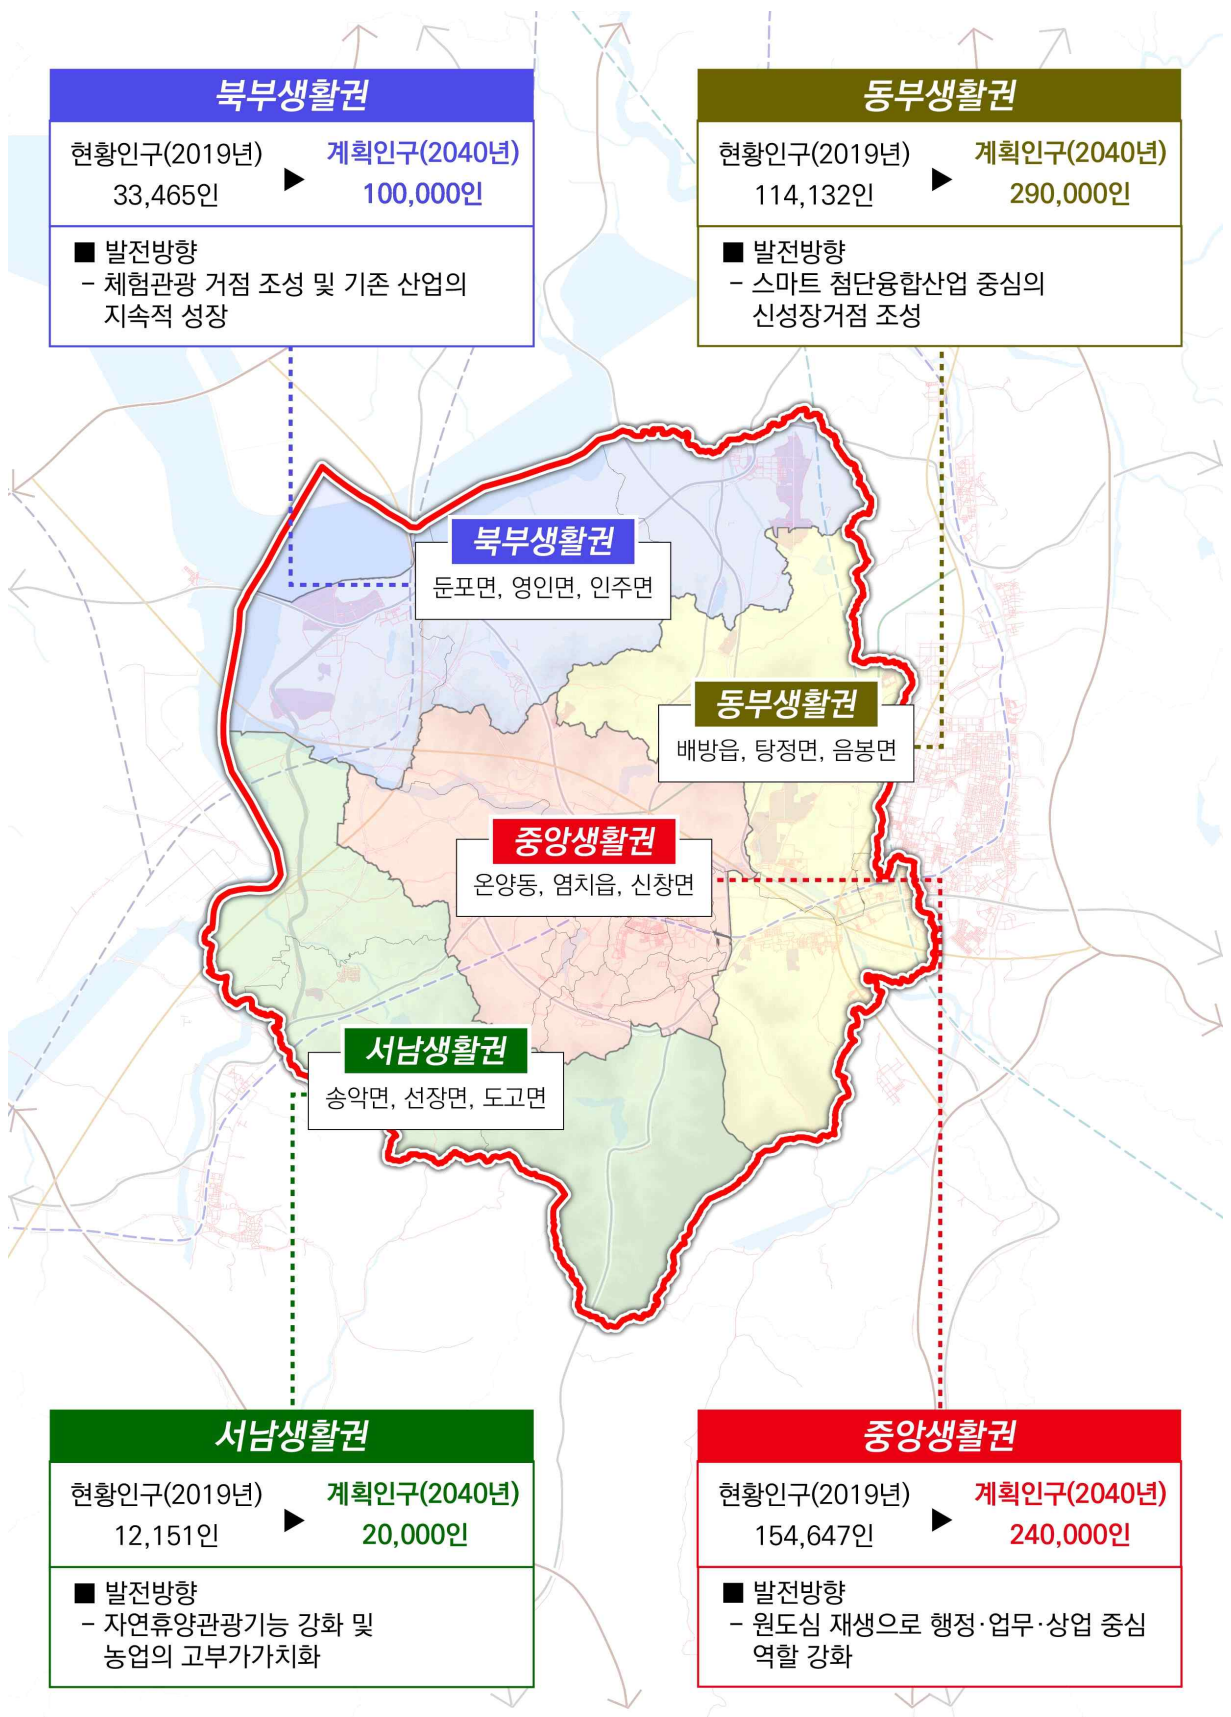 북부생활권
현황인구(2019년) ▶ 계획인구(2040년)
33,465인 100,000인
■ 발전방향
- 체험관광 거점 조성 및 기존 산업의
지속적 성장
동부생활권
현황인구(2019년) ▶ 계획인구(2040년)
114,132인 290,000인
■ 발전방향
- 스마트 첨단융합산업 중심의
신성장거점 조성
북부생활권
둔포면, 영인면, 인주면
동부생활권
배방읍, 탕정면, 음봉면
중앙생활권
온양동, 염치읍, 신창면
서남생활권
송악면, 선장면, 도고면
서남생활권
현황인구(2019년) ▶ 계획인구(2040년)
12,151인 20,000인
■ 발전방향
- 자연휴양관광기능 강화 및
농업의 고부가가치화
중앙생활권
현황인구(2019년) ▶ 계획인구(2040년)
154,647인 240,000인
■ 발전방향
- 원도심 재생으로 행정·업무·상업 중심
역할 강화